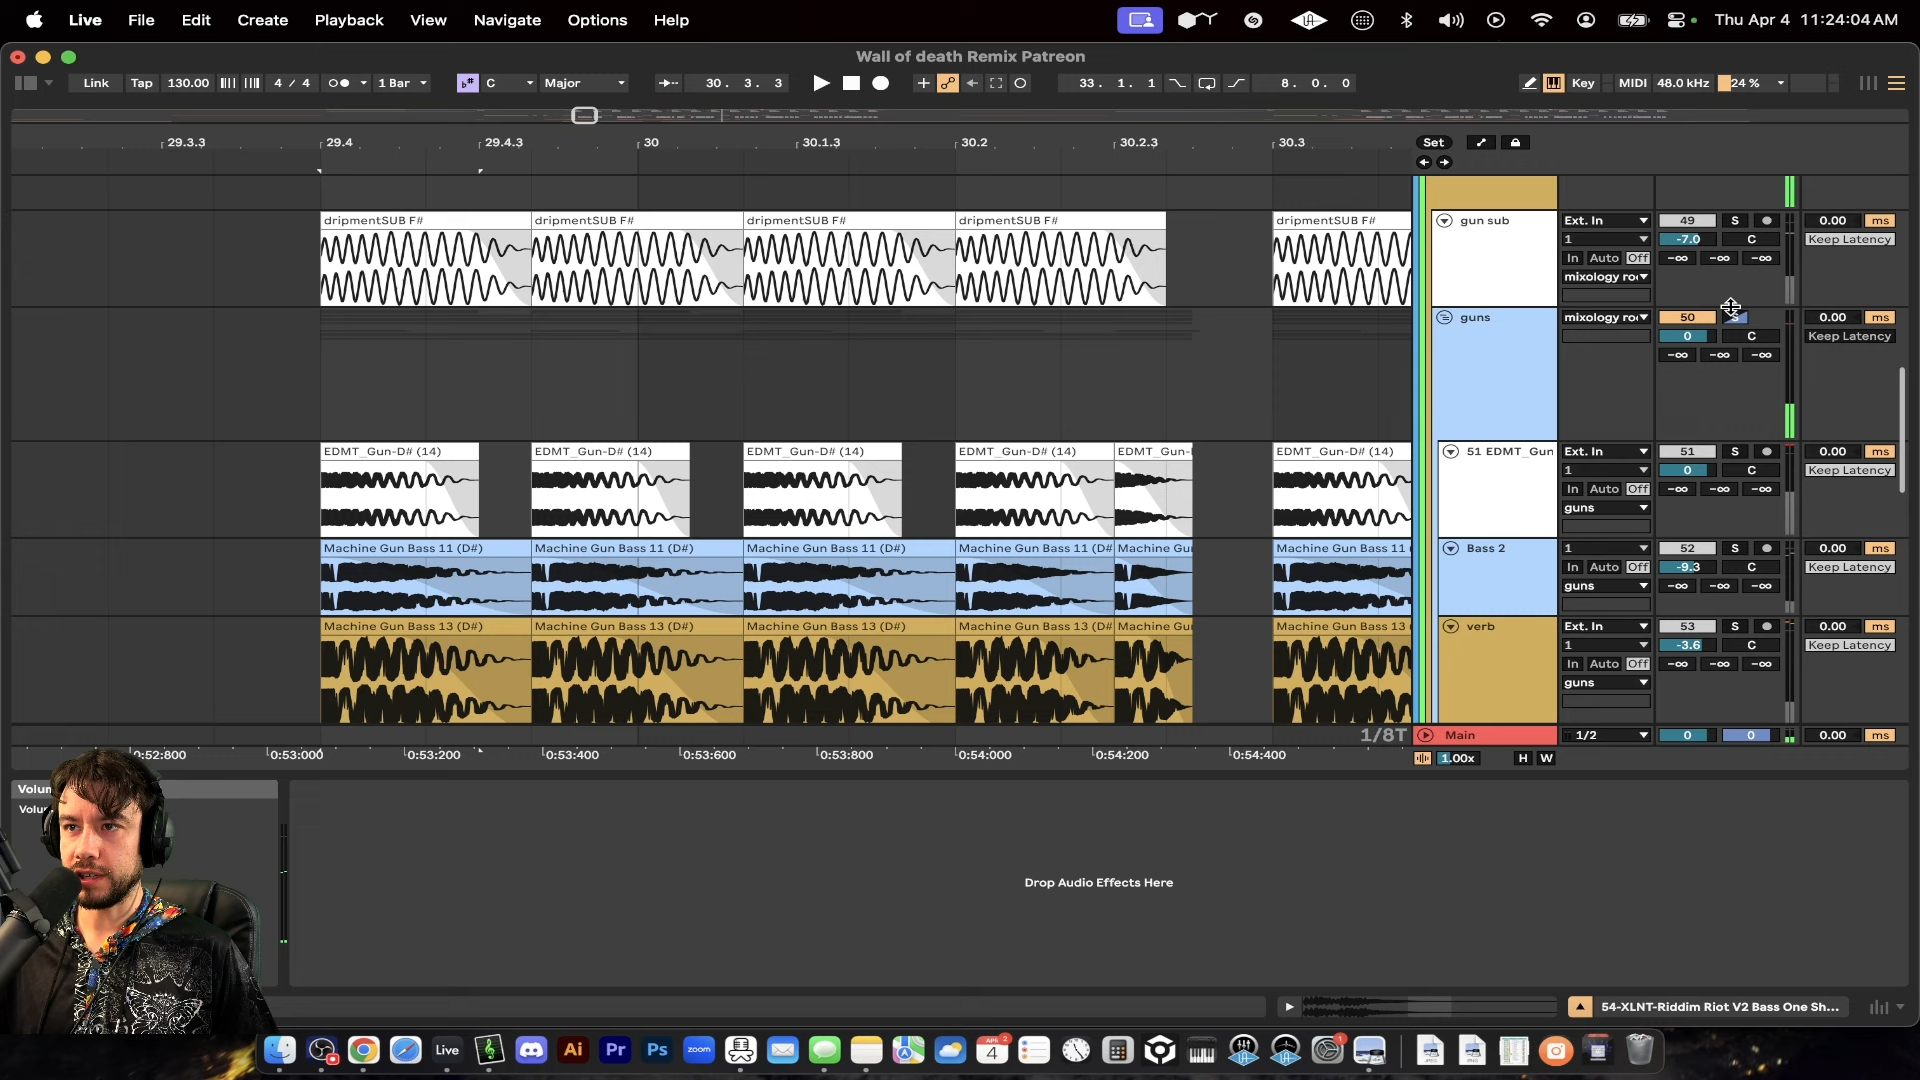 Live File Edit Create Playback View Navigate Options Help Thu Apr 4 11:24:04 AM
Wall of death Remix Patreon
Link Tap 130.00 4 / 4 1 Bar C Major 30. 3. 3 33. 1. 1 8. 0. 0 Key MIDI 48.0 kHz 24 %
29.3.3 29.4 29.4.3 30 30.1.3 30.2 30.2.3 30.3 Set
dripmentSUB F# dripmentSUB F# dripmentSUB F# dripmentSUB F# dripmentSUB F# gun sub Ext. In 49 S 0.00 ms
1 -7.0 C Keep Latency
In Auto Off -∞ -∞ -∞
mixology ro
guns mixology ro 50 S 0.00 ms
0 C Keep Latency
-∞ -∞ -∞
EDMT_Gun-D# (14) EDMT_Gun-D# (14) EDMT_Gun-D# (14) EDMT_Gun-D# (14) EDMT_Gun- EDMT_Gun-D# (14) 51 EDMT_Gun Ext. In 51 S 0.00 ms
1 0 C Keep Latency
In Auto Off -∞ -∞ -∞
guns
Machine Gun Bass 11 (D#) Machine Gun Bass 11 (D#) Machine Gun Bass 11 (D#) Machine Gun Bass 11 (D# Machine Gu Machine Gun Bass 11 Bass 2 1 52 S 0.00 ms
In Auto Off -9.3 C Keep Latency
guns -∞ -∞ -∞
Machine Gun Bass 13 (D#) Machine Gun Bass 13 (D#) Machine Gun Bass 13 (D#) Machine Gun Bass 13 (D# Machine Gu Machine Gun Bass 13 verb Ext. In 53 S 0.00 ms
1 -3.6 C Keep Latency
In Auto Off -∞ -∞ -∞
guns
1/8T Main 1/2 0 0 0.00 ms
0:52:800 0:53:000 0:53:200 0:53:400 0:53:600 0:53:800 0:54:000 0:54:200 0:54:400 1.00x H W
Volu
Volu
Drop Audio Effects Here
54-XLNT-Riddim Riot V2 Bass One Sh...
Live Ai Pr Ps zoom APR 4 2 1